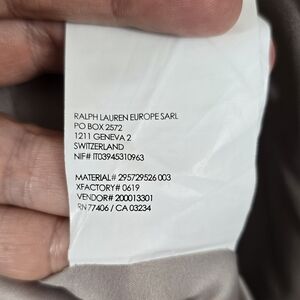 RALPH LAUREN EUROPE SARL
PO BOX 2572
1211 GENEVA 2
SWITZERLAND
NIF# IT03945310963
MATERIAL# 295729526 003
XFACTORY# 0619
VENDOR# 200013301
RN 77406 / CA 03234